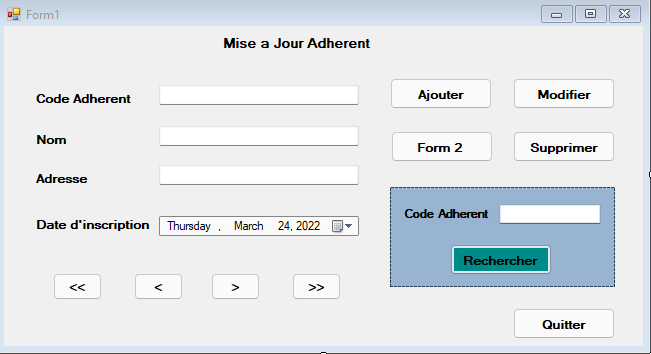 Form1
Mise a Jour Adherent
Code Adherent
Ajouter
Modifier
Nom
Form 2
Supprimer
Adresse
Code Adherent
Date d'inscription
Thursday , March 24, 2022
Rechercher
<<
<
>
>>
Quitter